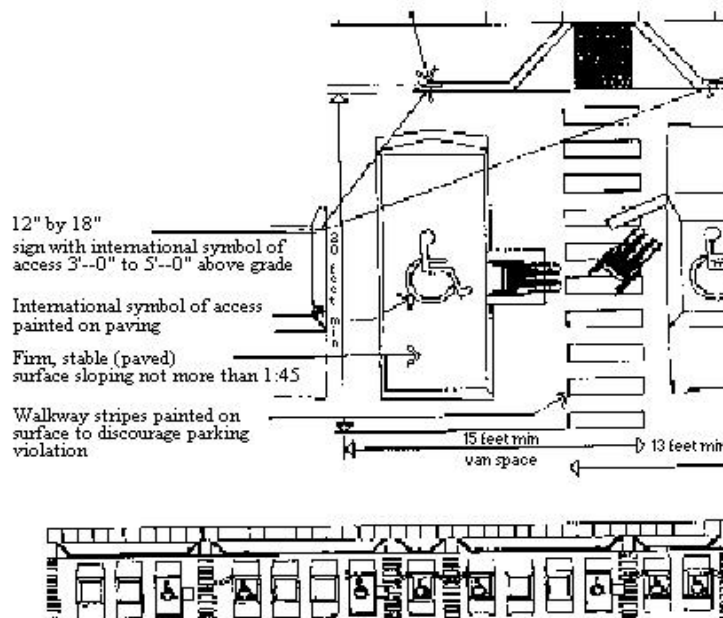 12" by 18"
sign with international symbol of
access 3'--0" to 5'--0" above grade
International symbol of access
painted on paving
Firm, stable (paved)
surface sloping not more than 1:45
Walkway stripes painted on
surface to discourage parking
violation
20 feet min
15 feet min
van space
13 feet min